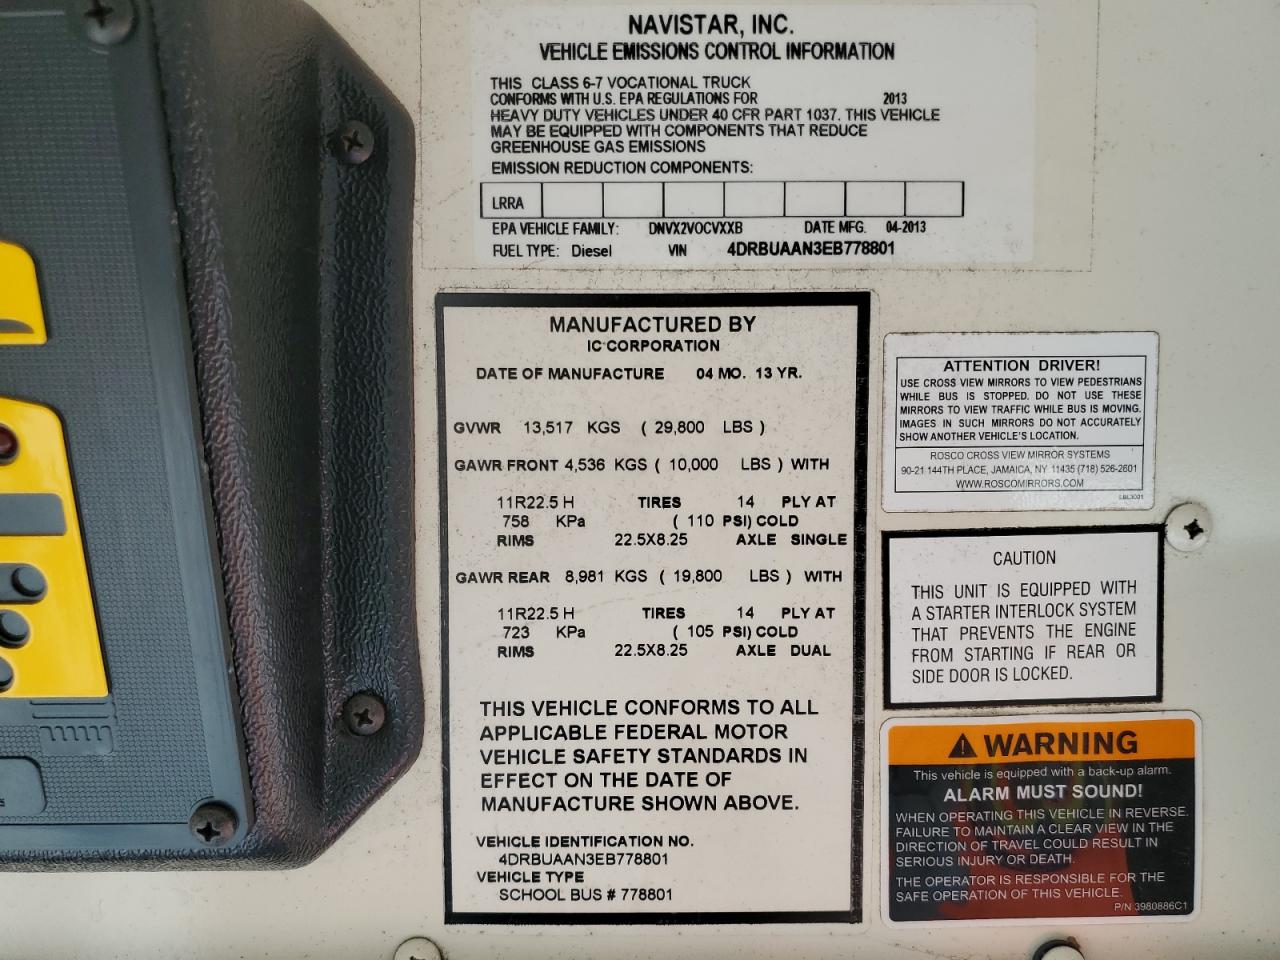 NAVISTAR, INC.
VEHICLE EMISSIONS CONTROL INFORMATION
THIS CLASS 6-7 VOCATIONAL TRUCK
CONFORMS WITH U.S. EPA REGULATIONS FOR 2013
HEAVY DUTY VEHICLES UNDER 40 CFR PART 1037. THIS VEHICLE
MAY BE EQUIPPED WITH COMPONENTS THAT REDUCE
GREENHOUSE GAS EMISSIONS
EMISSION REDUCTION COMPONENTS:
LRRA
EPA VEHICLE FAMILY: DNVX2VOCVXXB DATE MFG. 04-2013
FUEL TYPE: Diesel VIN 4DRBUAAN3EB778801
MANUFACTURED BY
IC CORPORATION
DATE OF MANUFACTURE 04 MO. 13 YR.
GVWR 13,517 KGS ( 29,800 LBS )
GAWR FRONT 4,536 KGS ( 10,000 LBS ) WITH
11R22.5 H TIRES 14 PLY AT
758 KPa ( 110 PSI) COLD
RIMS 22.5X8.25 AXLE SINGLE
GAWR REAR 8,981 KGS ( 19,800 LBS ) WITH
11R22.5 H TIRES 14 PLY AT
723 KPa ( 105 PSI) COLD
RIMS 22.5X8.25 AXLE DUAL
THIS VEHICLE CONFORMS TO ALL
APPLICABLE FEDERAL MOTOR
VEHICLE SAFETY STANDARDS IN
EFFECT ON THE DATE OF
MANUFACTURE SHOWN ABOVE.
VEHICLE IDENTIFICATION NO.
4DRBUAAN3EB778801
VEHICLE TYPE
SCHOOL BUS # 778801
ATTENTION DRIVER!
USE CROSS VIEW MIRRORS TO VIEW PEDESTRIANS
WHILE BUS IS STOPPED. DO NOT USE THESE
MIRRORS TO VIEW TRAFFIC WHILE BUS IS MOVING.
IMAGES IN SUCH MIRRORS DO NOT ACCURATELY
SHOW ANOTHER VEHICLE'S LOCATION.
ROSCO CROSS VIEW MIRROR SYSTEMS
90-21 144TH PLACE, JAMAICA, NY 11435 (718) 526-2601
WWW.ROSCOMIRRORS.COM
CAUTION
THIS UNIT IS EQUIPPED WITH
A STARTER INTERLOCK SYSTEM
THAT PREVENTS THE ENGINE
FROM STARTING IF REAR OR
SIDE DOOR IS LOCKED.
WARNING
This vehicle is equipped with a back-up alarm.
ALARM MUST SOUND!
WHEN OPERATING THIS VEHICLE IN REVERSE.
FAILURE TO MAINTAIN A CLEAR VIEW IN THE
DIRECTION OF TRAVEL COULD RESULT IN
SERIOUS INJURY OR DEATH.
THE OPERATOR IS RESPONSIBLE FOR THE
SAFE OPERATION OF THIS VEHICLE.
P/N 3980886C1